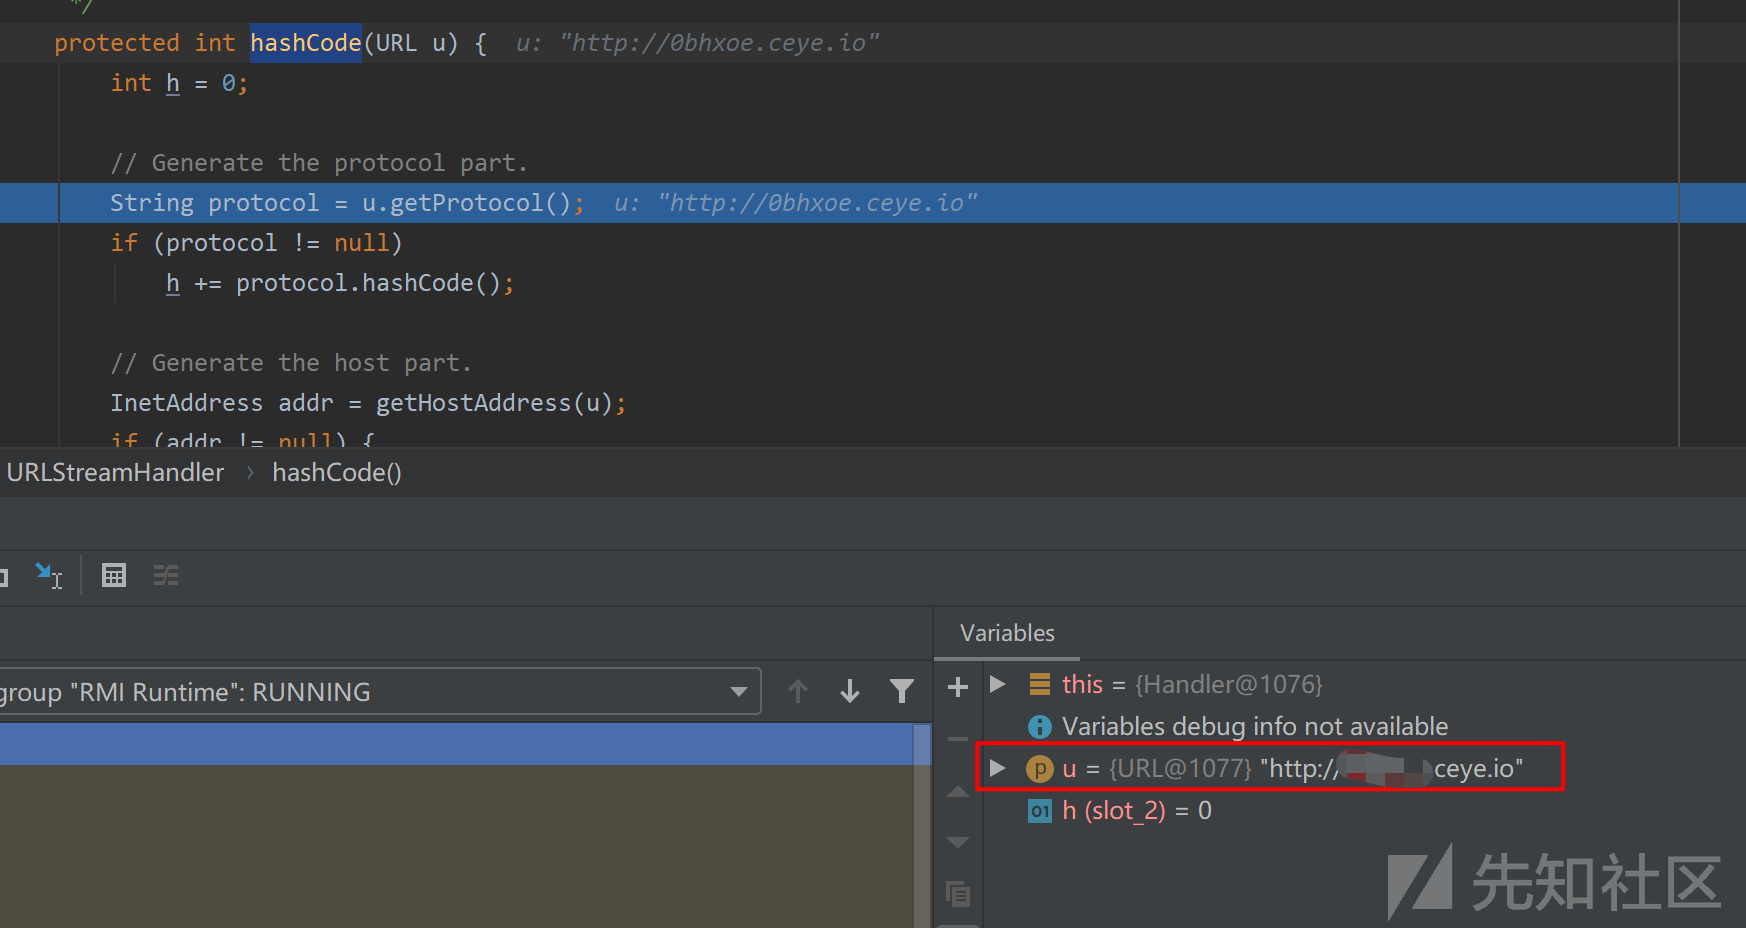 */
protected int hashCode(URL u) {  u: "http://0bhxoe.ceye.io"
int h = 0;
// Generate the protocol part.
String protocol = u.getProtocol();  u: "http://0bhxoe.ceye.io"
if (protocol != null)
h += protocol.hashCode();
// Generate the host part.
InetAddress addr = getHostAddress(u);
if (addr != null) {
URLStreamHandler › hashCode()
Variables
group "RMI Runtime": RUNNING
this = {Handler@1076}
Variables debug info not available
u = {URL@1077} "http:// ceye.io"
h (slot_2) = 0
先知社区